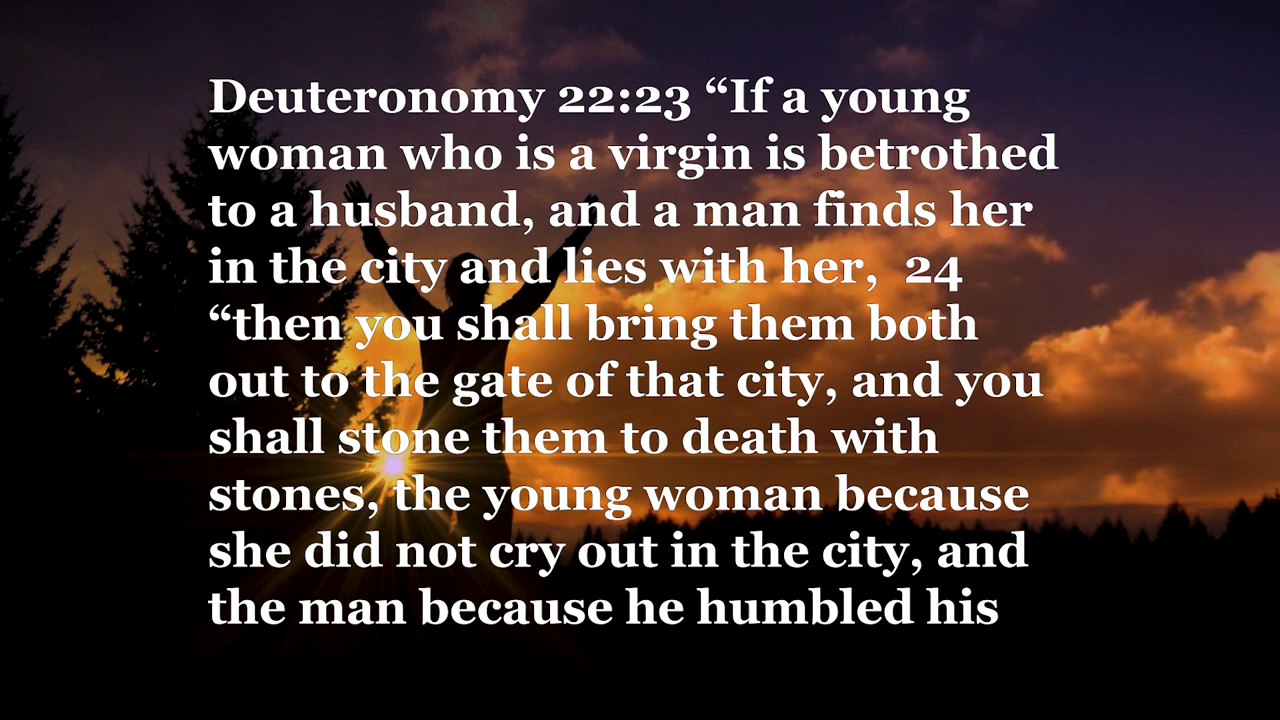 Deuteronomy 22:23 “If a young
woman who is a virgin is betrothed
to a husband, and a man finds her
in the city and lies with her,  24
“then you shall bring them both
out to the gate of that city, and you
shall stone them to death with
stones, the young woman because
she did not cry out in the city, and
the man because he humbled his